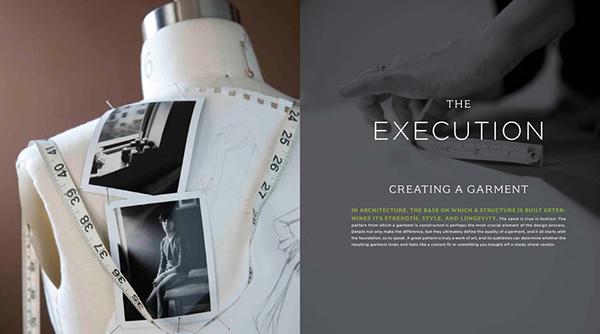 6
41
40
39
38
37
36
35
24
25
26
27
THE
EXECUTION
CREATING A GARMENT
IN ARCHITECTURE, THE BASE ON WHICH A STRUCTURE IS BUILT DETER-
MINES ITS STRENGTH, STYLE, AND LONGEVITY. The same is true in fashion: The
pattern from which a garment is constructed is perhaps the most crucial element of the design process.
Details not only make the difference, but they ultimately define the quality of a garment, and it all starts with
the foundation, so to speak. A great pattern is truly a work of art, and its subtleties can determine whether the
resulting garment looks and feels like a custom fit or something you bought off a shady street vendor.